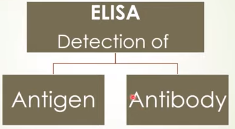 ELISA
Detection of
Antigen
Antibody